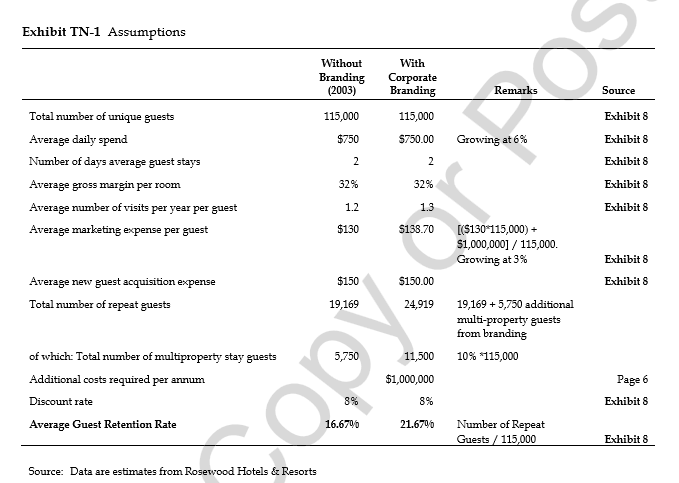 Exhibit TN-1 Assumptions
Without Branding (2003) With Corporate Branding Remarks Source
Total number of unique guests 115,000 115,000 Exhibit 8
Average daily spend $750 $750.00 Growing at 6% Exhibit 8
Number of days average guest stays 2 2 Exhibit 8
Average gross margin per room 32% 32% Exhibit 8
Average number of visits per year per guest 1.2 1.3 Exhibit 8
Average marketing expense per guest $130 $138.70 [($130*115,000) +
$1,000,000] / 115,000.
Growing at 3% Exhibit 8
Average new guest acquisition expense $150 $150.00 Exhibit 8
Total number of repeat guests 19,169 24,919 19,169 + 5,750 additional
multi-property guests
from branding
of which: Total number of multiproperty stay guests 5,750 11,500 10% *115,000
Additional costs required per annum $1,000,000 Page 6
Discount rate 8% 8% Exhibit 8
Average Guest Retention Rate 16.67% 21.67% Number of Repeat
Guests / 115,000 Exhibit 8
Source: Data are estimates from Rosewood Hotels & Resorts
Copy or Pos